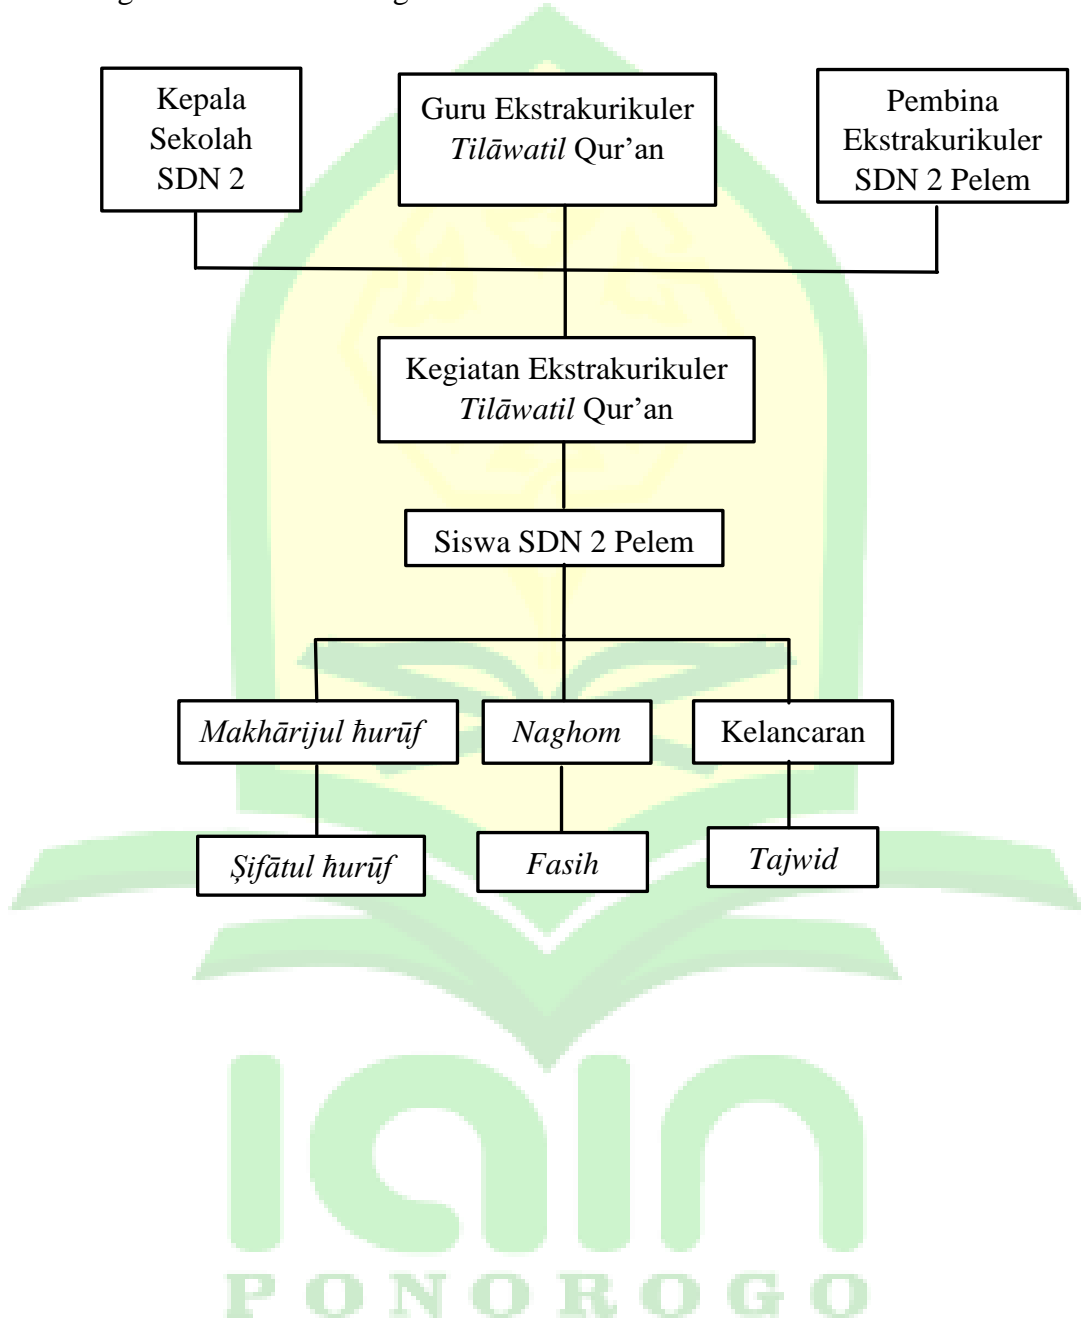 Kepala
Sekolah
SDN 2
Guru Ekstrakurikuler
Tilāwatil Qur’an
Pembina
Ekstrakurikuler
SDN 2 Pelem
Kegiatan Ekstrakurikuler
Tilāwatil Qur’an
Siswa SDN 2 Pelem
Makhārijul ħurūf
Naghom
Kelancaran
Şifātul ħurūf
Fasih
Tajwid
iain
PONOROGO